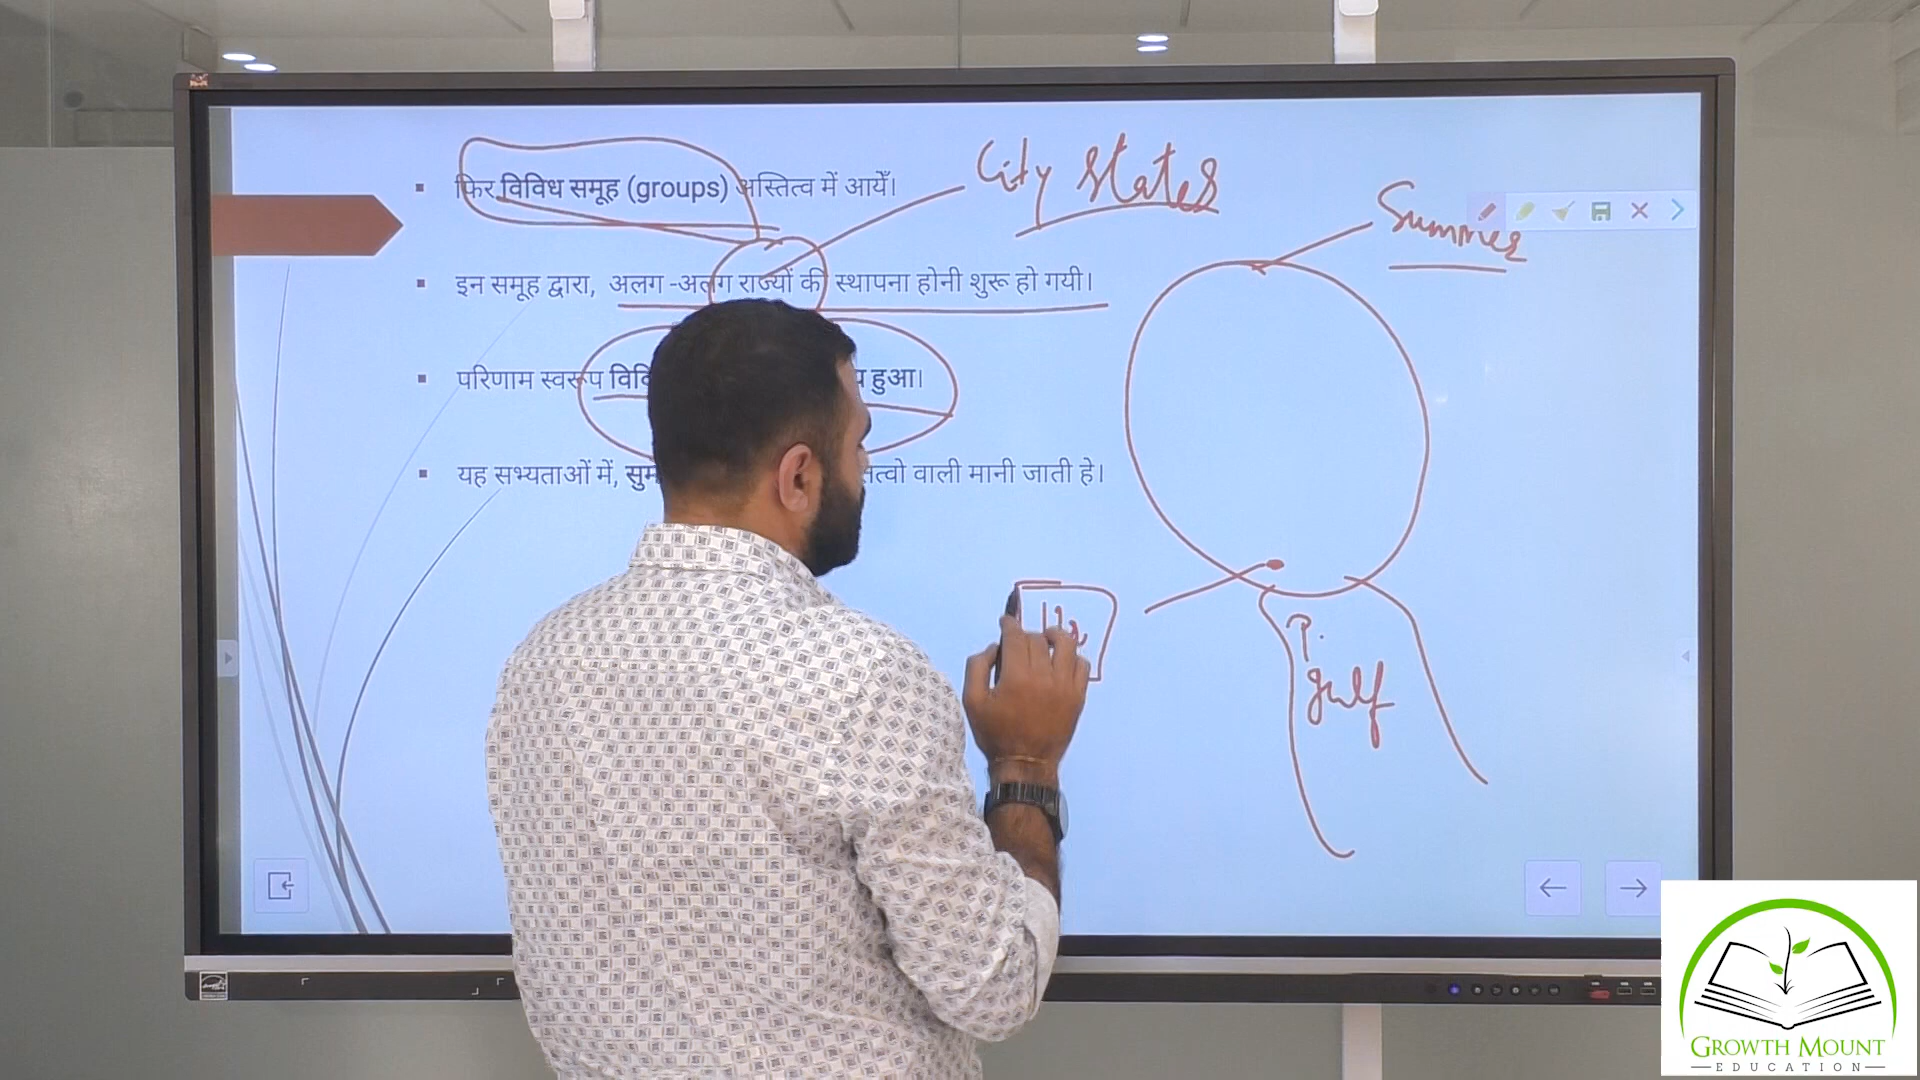 फिर विविध समूह (groups) अस्तित्व में आयेँ।
City States
Summer
इन समूह द्वारा, अलग -अलग राज्यों की स्थापना होनी शुरू हो गयी।
परिणाम स्वरूप हुआ।
यह सभ्यताओं में, वाली मानी जाती हे।
P.
gulf
GROWTH MOUNT
EDUCATION